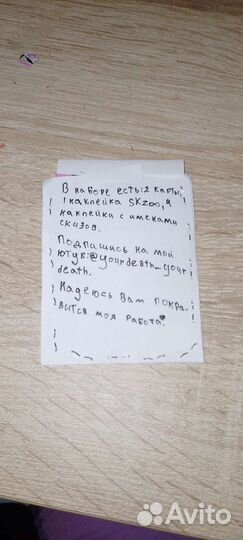 В наборе есть: 2 карты,
1 наклейка SKzoo, 4
наклейки с именами
скизов.
Подпишись на мой
ютуб: @yourdeath_your
death.
Надеюсь Вам понра-
вится моя работа
Avito